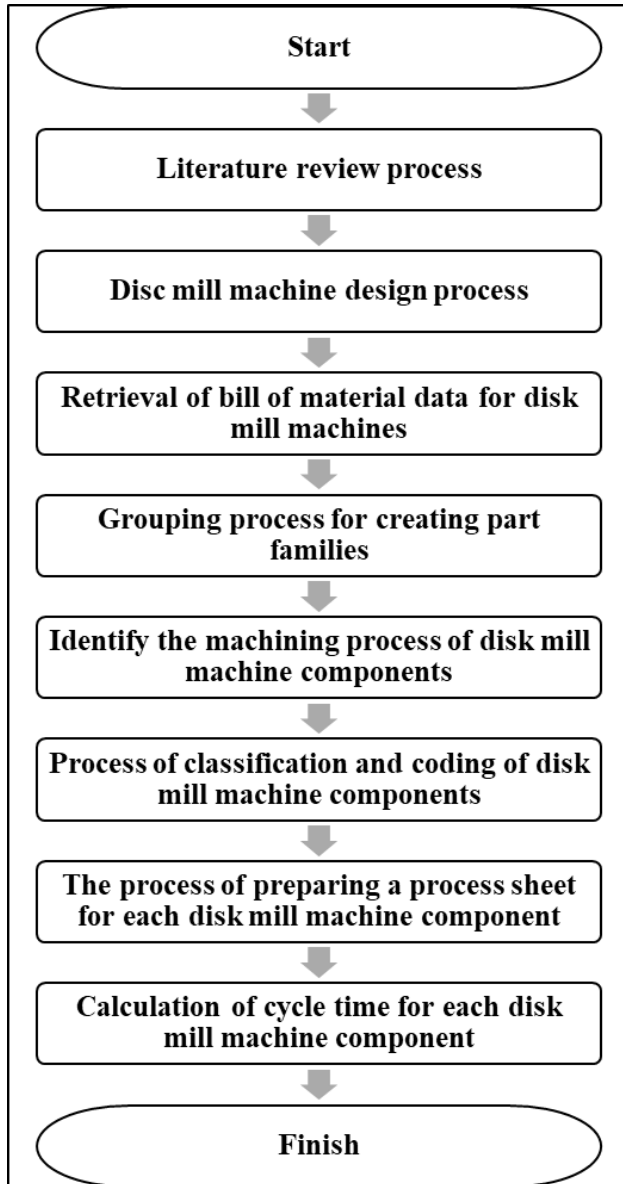 Start
Literature review process
Disc mill machine design process
Retrieval of bill of material data for disk
mill machines
Grouping process for creating part
families
Identify the machining process of disk mill
machine components
Process of classification and coding of disk
mill machine components
The process of preparing a process sheet
for each disk mill machine component
Calculation of cycle time for each disk
mill machine component
Finish